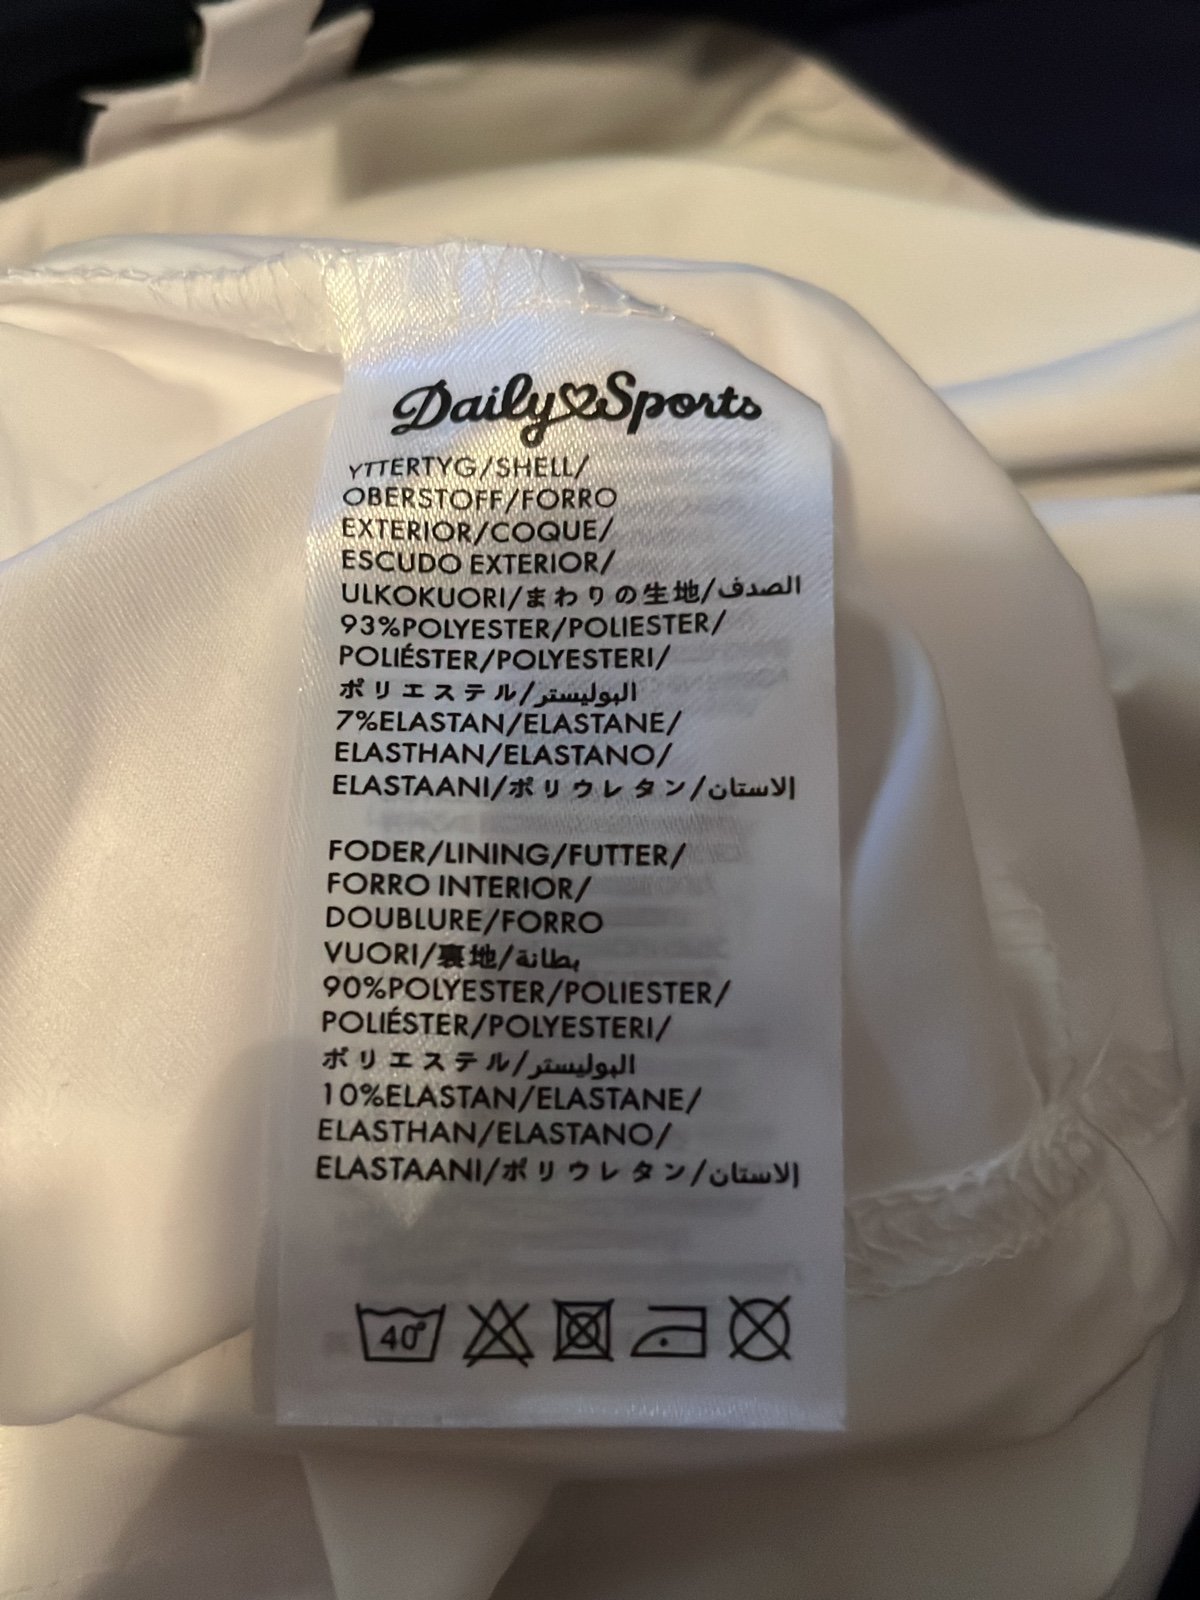 Daily Sports
YTTERTYG/SHELL/
OBERSTOFF/FORRO
EXTERIOR/COQUE/
ESCUDO EXTERIOR/
ULKOKUORI/まわりの生地/الصدف
93%POLYESTER/POLIESTER/
POLIÉSTER/POLYESTERI/
ポリエステル/البوليستر
7%ELASTAN/ELASTANE/
ELASTHAN/ELASTANO/
ELASTAANI/ポリウレタン/الاستان
FODER/LINING/FUTTER/
FORRO INTERIOR/
DOUBLURE/FORRO
VUORI/裏地/بطانة
90%POLYESTER/POLIESTER/
POLIÉSTER/POLYESTERI/
ポリエステル/البوليستر
10%ELASTAN/ELASTANE/
ELASTHAN/ELASTANO/
ELASTAANI/ポリウレタン/الاستان
40°